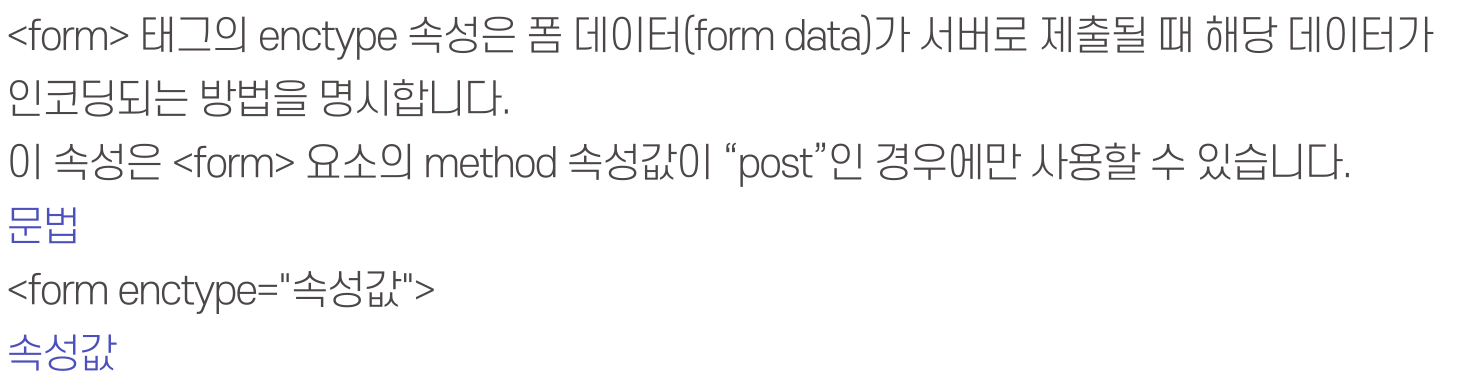 <form> 태그의 enctype 속성은 폼 데이터(form data)가 서버로 제출될 때 해당 데이터가
인코딩되는 방법을 명시합니다.
이 속성은 <form> 요소의 method 속성값이 “post”인 경우에만 사용할 수 있습니다.
문법
<form enctype="속성값">
속성값